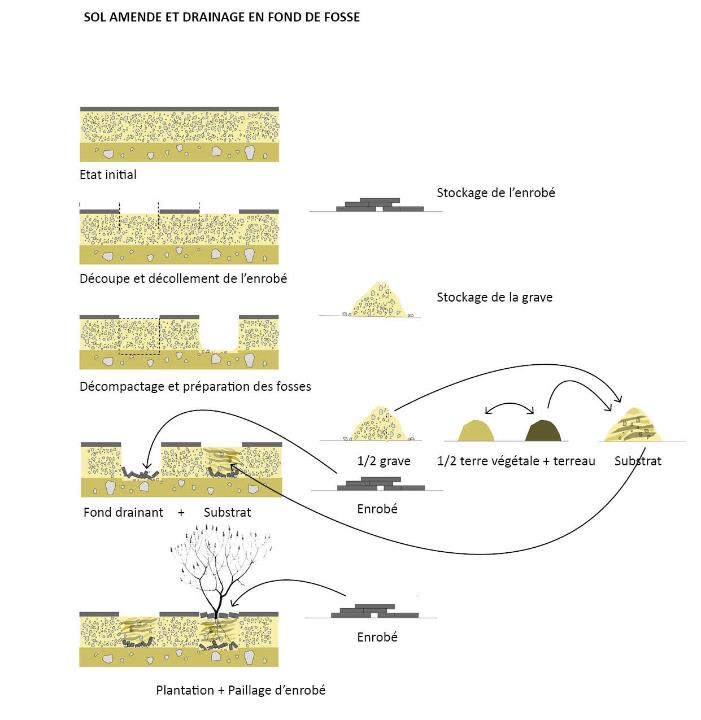 SOL AMENDE ET DRAINAGE EN FOND DE FOSSE
Etat initial
Stockage de l'enrobé
Découpe et décollement de l'enrobé
Stockage de la grave
Décompactage et préparation des fosses
1/2 grave
1/2 terre végétale + terreau
Substrat
Fond drainant + Substrat
Enrobé
Enrobé
Plantation + Paillage d'enrobé